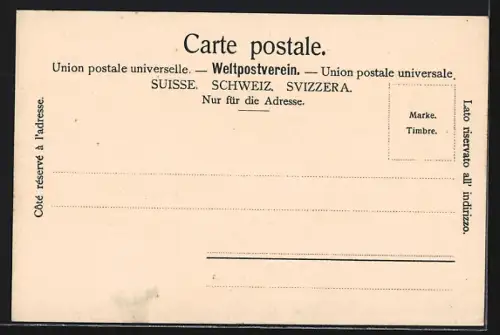 Carte postale.
Union postale universelle. — Weltpostverein. — Union postale universale.
SUISSE. SCHWEIZ. SVIZZERA.
Nur für die Adresse.
Marke.
Timbre.
Côté réservé à l'adresse.
Lato riservato all' indirizzo.